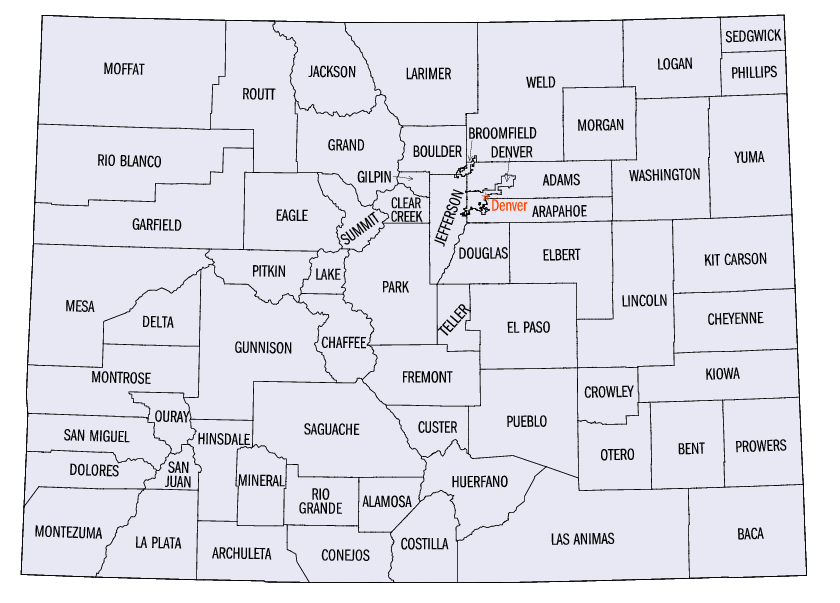 SEDGWICK
MOFFAT
JACKSON
LARIMER
LOGAN
PHILLIPS
ROUTT
WELD
MORGAN
BROOMFIELD
GRAND
BOULDER
DENVER
RIO BLANCO
YUMA
GILPIN
ADAMS
WASHINGTON
CLEAR
CREEK
Denver
ARAPAHOE
EAGLE
SUMMIT
JEFFERSON
GARFIELD
DOUGLAS
ELBERT
KIT CARSON
PITKIN
LAKE
PARK
LINCOLN
MESA
DELTA
TELLER
EL PASO
CHEYENNE
GUNNISON
CHAFFEE
MONTROSE
FREMONT
KIOWA
CROWLEY
OURAY
SAGUACHE
CUSTER
PUEBLO
SAN MIGUEL
HINSDALE
OTERO
BENT
PROWERS
DOLORES
SAN
JUAN
MINERAL
HUERFANO
RIO
GRANDE
ALAMOSA
MONTEZUMA
LA PLATA
ARCHULETA
CONEJOS
COSTILLA
LAS ANIMAS
BACA